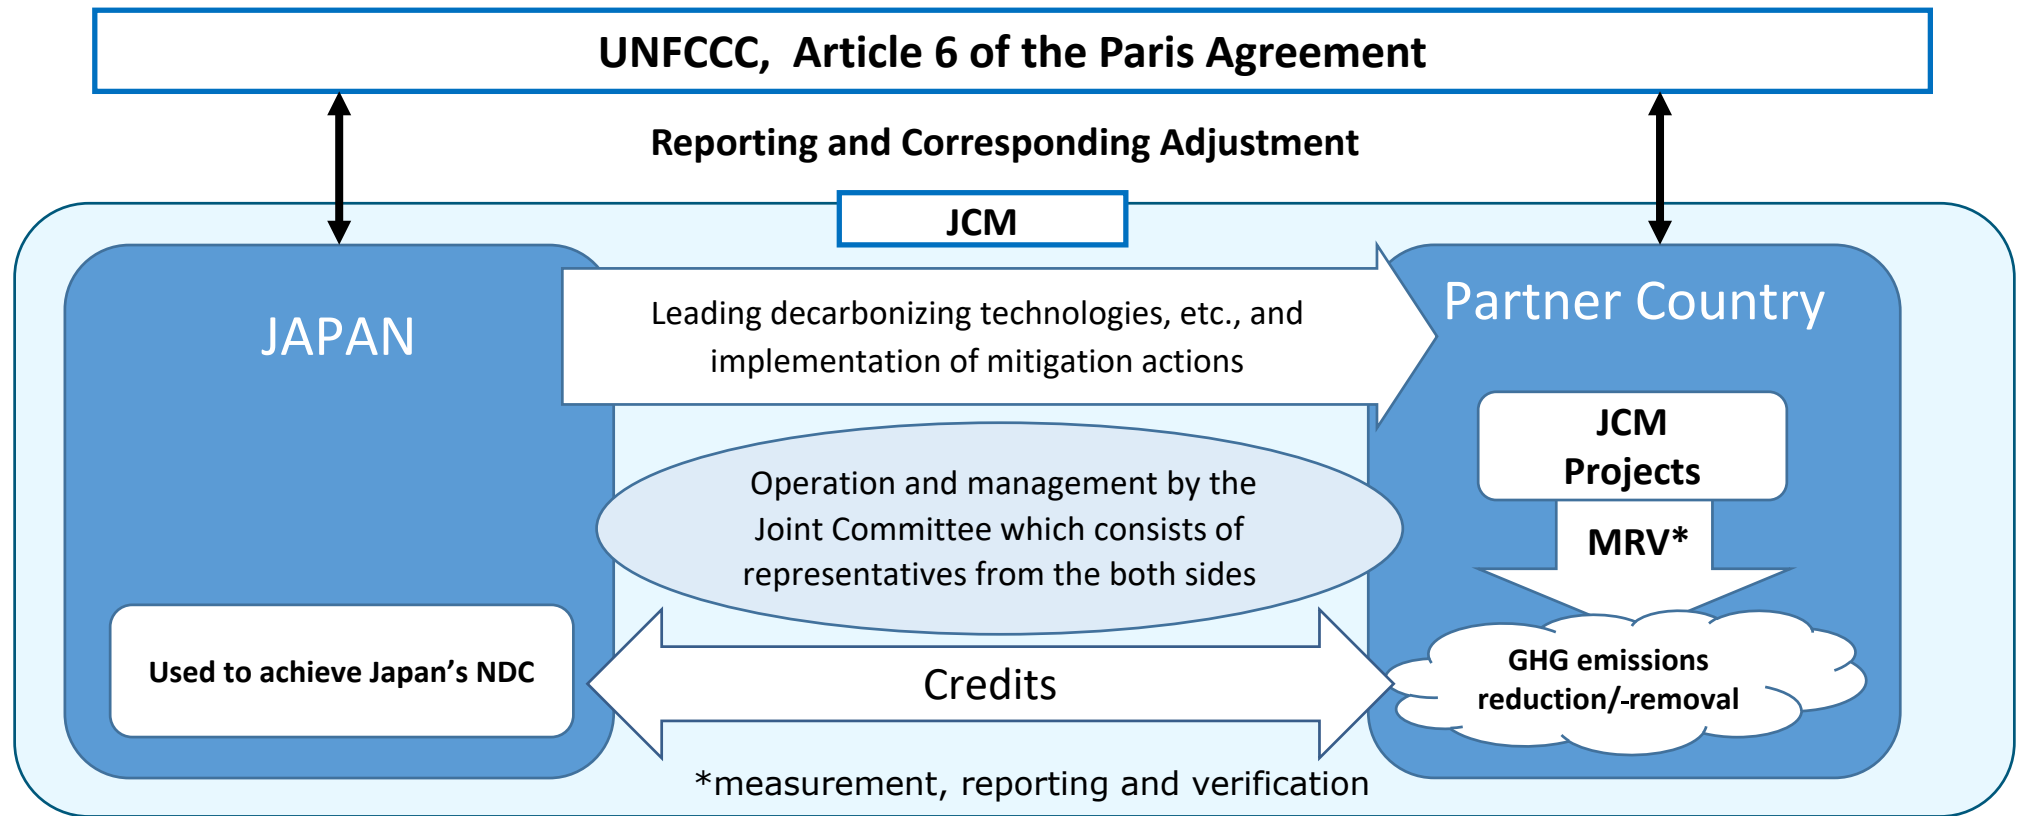 UNFCCC, Article 6 of the Paris Agreement
Reporting and Corresponding Adjustment
JCM
JAPAN
Leading decarbonizing technologies, etc., and
implementation of mitigation actions
Partner Country
JCM
Projects
Operation and management by the
Joint Committee which consists of
representatives from the both sides
MRV*
Used to achieve Japan’s NDC
Credits
GHG emissions
reduction/-removal
*measurement, reporting and verification